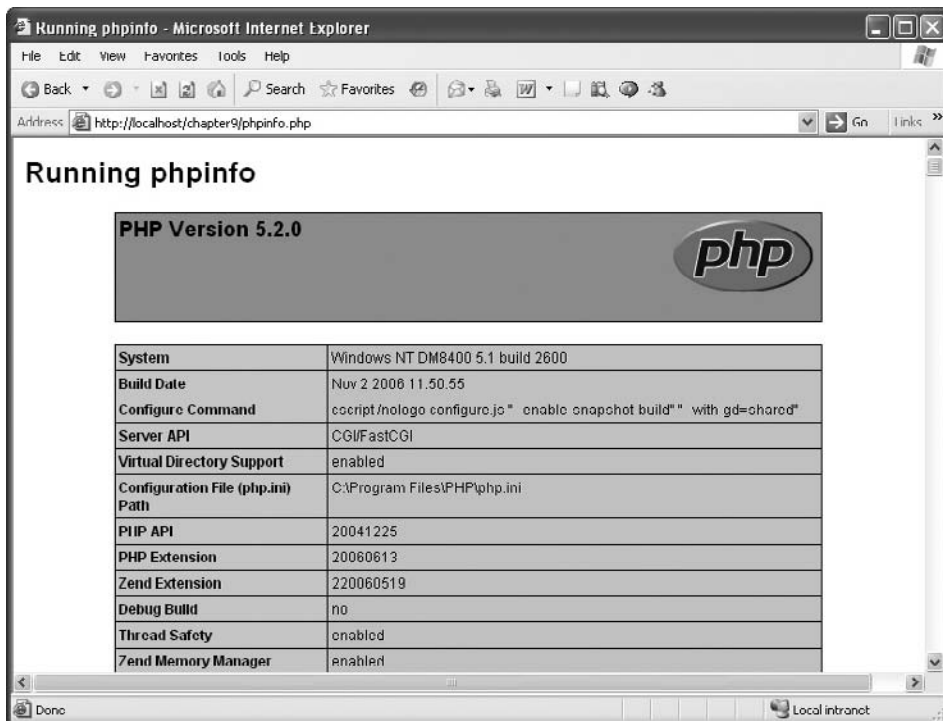 Running phpinfo - Microsoft Internet Explorer
File Edit View Favorites Tools Help
Back Search Favorites
Address http://localhost/chapter9/phpinfo.php Go Links »
Running phpinfo
PHP Version 5.2.0
php
System Windows NT DM8400 5.1 build 2600
Build Date Nov 2 2006 11:50:55
Configure Command cscript /nologo configure.js "--enable-snapshot-build" "--with-gd=shared"
Server API CGI/FastCGI
Virtual Directory Support enabled
Configuration File (php.ini) C:\Program Files\PHP\php.ini
Path
PHP API 20041225
PHP Extension 20060613
Zend Extension 220060519
Debug Build no
Thread Safety enabled
Zend Memory Manager enabled
Done Local intranet